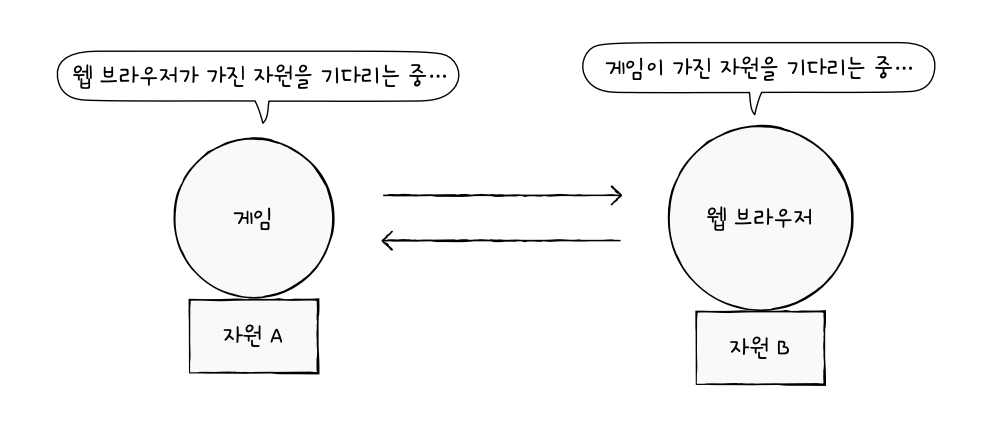 웹 브라우저가 가진 자원을 기다리는 중...
게임이 가진 자원을 기다리는 중...
게임
웹 브라우저
자원 A
자원 B